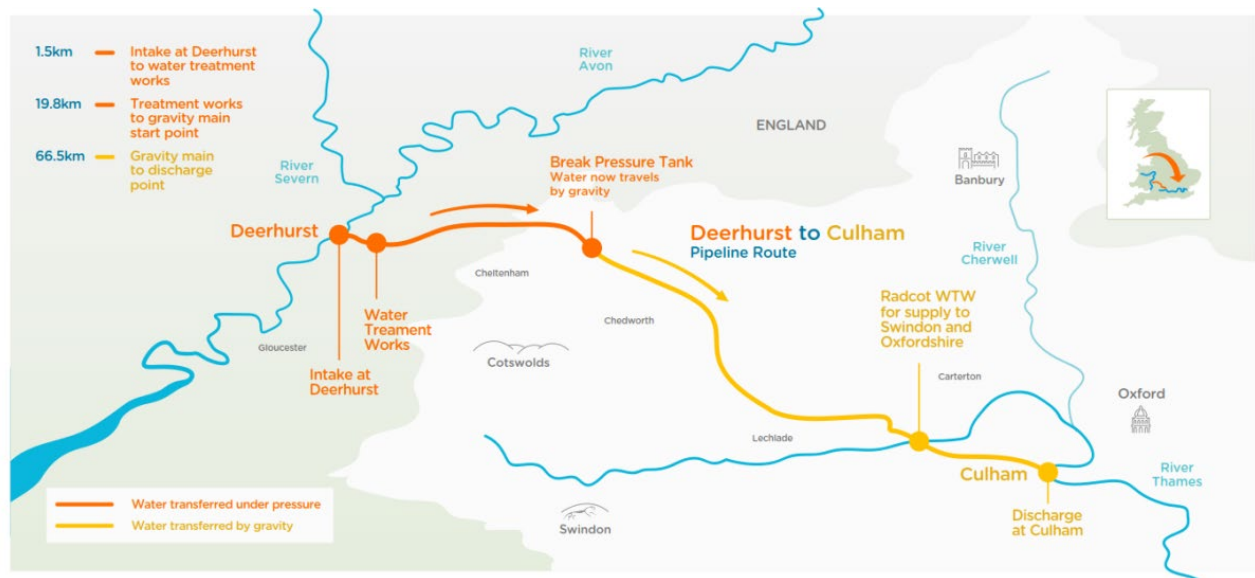 1.5km
Intake at Deerhurst
to water treatment
works
19.8km
Treatment works
to gravity main
start point
66.5km
Gravity main
to discharge
point
River
Severn
River
Avon
ENGLAND
Banbury
River
Cherwell
Break Pressure Tank
Water now travels
by gravity
Deerhurst
Deerhurst to Culham
Pipeline Route
Cheltenham
Chedworth
Gloucester
Water
Treament
Works
Intake at
Deerhurst
Cotswolds
Radcot WTW
for supply to
Swindon and
Oxfordshire
Carterton
Oxford
Lechlade
Culham
River
Thames
Swindon
Discharge
at Culham
Water transferred under pressure
Water transferred by gravity